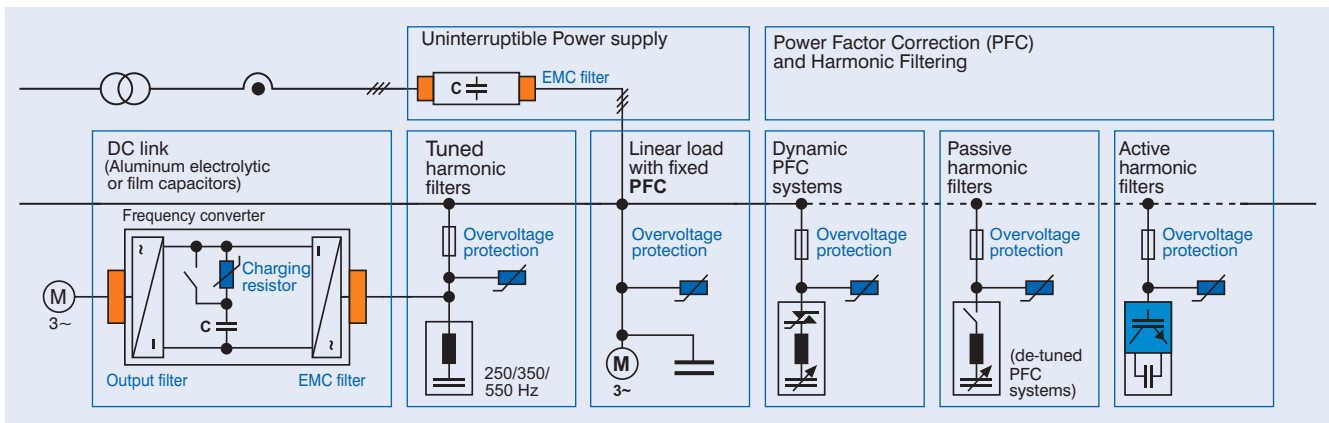 Uninterruptible Power supply
C
EMC filter
Power Factor Correction (PFC)
and Harmonic Filtering
DC link
(Aluminum electrolytic
or film capacitors)
Frequency converter
~
Charging
resistor
C
~
M
3~
Output filter
EMC filter
Tuned
harmonic
filters
Overvoltage
protection
250/350/
550 Hz
Linear load
with fixed
PFC
Overvoltage
protection
M
3~
Dynamic
PFC
systems
Overvoltage
protection
Passive
harmonic
filters
Overvoltage
protection
(de-tuned
PFC
systems)
Active
harmonic
filters
Overvoltage
protection